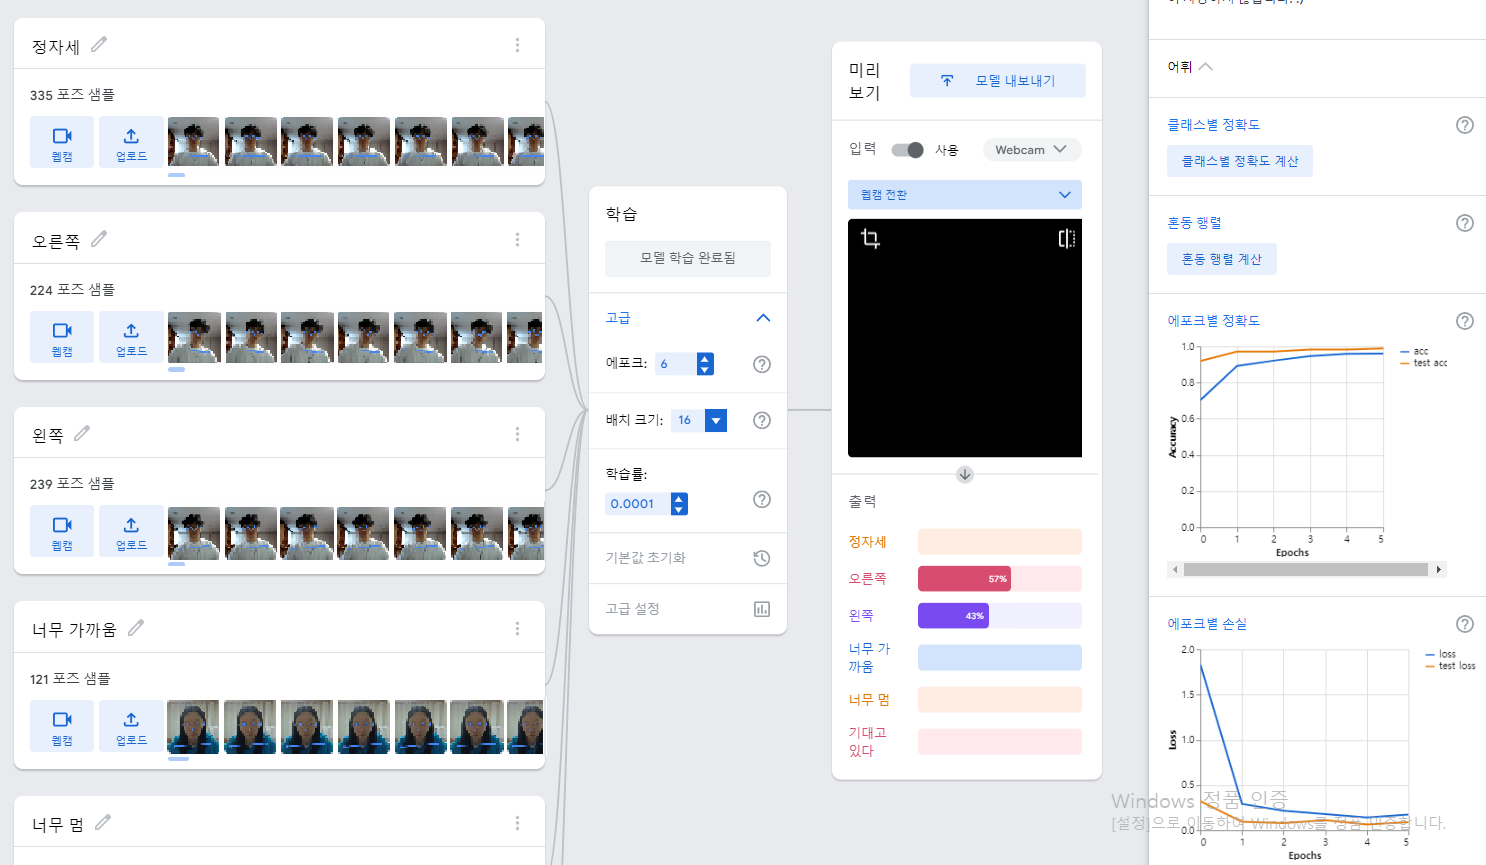 정자세
335 포즈 샘플
웹캠
업로드
오른쪽
224 포즈 샘플
웹캠
업로드
왼쪽
239 포즈 샘플
웹캠
업로드
너무 가까움
121 포즈 샘플
웹캠
업로드
너무 멈
학습
모델 학습 완료됨
고급
에포크: 6
배치 크기: 16
학습률:
0.0001
기본값 초기화
고급 설정
미리
보기
모델 내보내기
입력
사용
Webcam
웹캠 전환
출력
정자세
오른쪽
57%
왼쪽
43%
너무 가
까움
너무 멈
기대고
있다
어휘
클래스별 정확도
클래스별 정확도 계산
혼동 행렬
혼동 행렬 계산
에포크별 정확도
1.0
0.8
0.6
0.4
0.2
0.0
Accuracy
0 1 2 3 4 5
Epochs
acc
test acc
에포크별 손실
2.0
1.5
1.0
0.5
0.0
Loss
0 1 2 3 4 5
Epochs
loss
test loss
Windows 정품 인증
[설정]으로 이동하여 Windows를 정품 인증합니다.